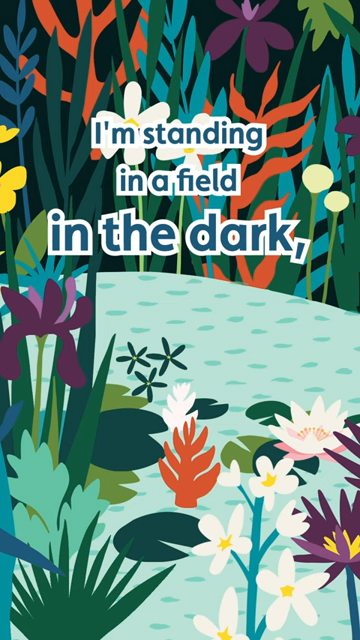 I'm standing
in a field
in the dark,